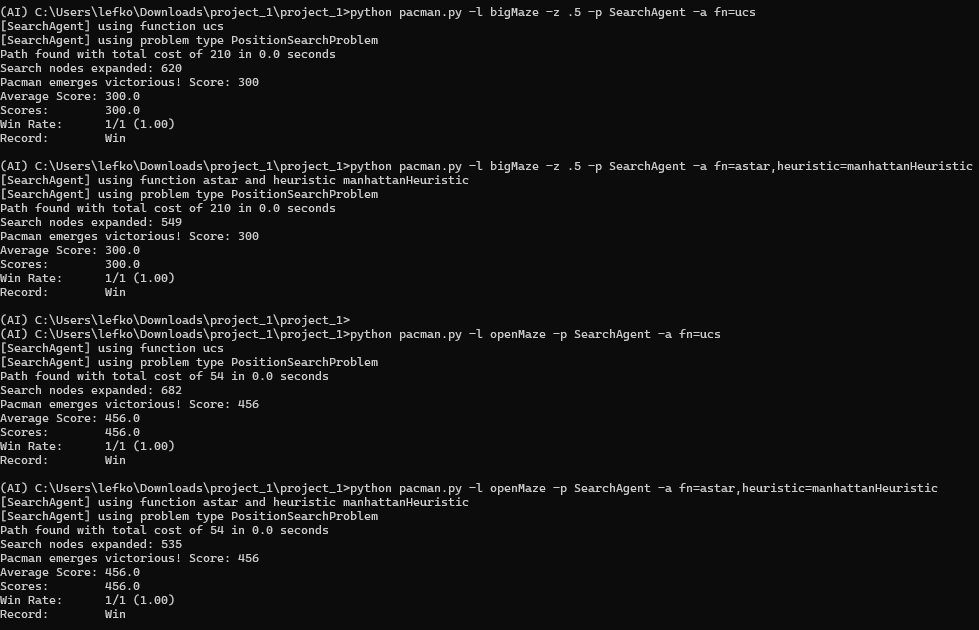 (AI) C:\Users\lefko\Downloads\project_1\project_1>python pacman.py -l bigMaze -z .5 -p SearchAgent -a fn=ucs
[SearchAgent] using function ucs
[SearchAgent] using problem type PositionSearchProblem
Path found with total cost of 210 in 0.0 seconds
Search nodes expanded: 620
Pacman emerges victorious! Score: 300
Average Score: 300.0
Scores:        300.0
Win Rate:      1/1 (1.00)
Record:        Win
(AI) C:\Users\lefko\Downloads\project_1\project_1>python pacman.py -l bigMaze -z .5 -p SearchAgent -a fn=astar,heuristic=manhattanHeuristic
[SearchAgent] using function astar and heuristic manhattanHeuristic
[SearchAgent] using problem type PositionSearchProblem
Path found with total cost of 210 in 0.0 seconds
Search nodes expanded: 549
Pacman emerges victorious! Score: 300
Average Score: 300.0
Scores:        300.0
Win Rate:      1/1 (1.00)
Record:        Win
(AI) C:\Users\lefko\Downloads\project_1\project_1>
(AI) C:\Users\lefko\Downloads\project_1\project_1>python pacman.py -l openMaze -p SearchAgent -a fn=ucs
[SearchAgent] using function ucs
[SearchAgent] using problem type PositionSearchProblem
Path found with total cost of 54 in 0.0 seconds
Search nodes expanded: 682
Pacman emerges victorious! Score: 456
Average Score: 456.0
Scores:        456.0
Win Rate:      1/1 (1.00)
Record:        Win
(AI) C:\Users\lefko\Downloads\project_1\project_1>python pacman.py -l openMaze -p SearchAgent -a fn=astar,heuristic=manhattanHeuristic
[SearchAgent] using function astar and heuristic manhattanHeuristic
[SearchAgent] using problem type PositionSearchProblem
Path found with total cost of 54 in 0.0 seconds
Search nodes expanded: 535
Pacman emerges victorious! Score: 456
Average Score: 456.0
Scores:        456.0
Win Rate:      1/1 (1.00)
Record:        Win